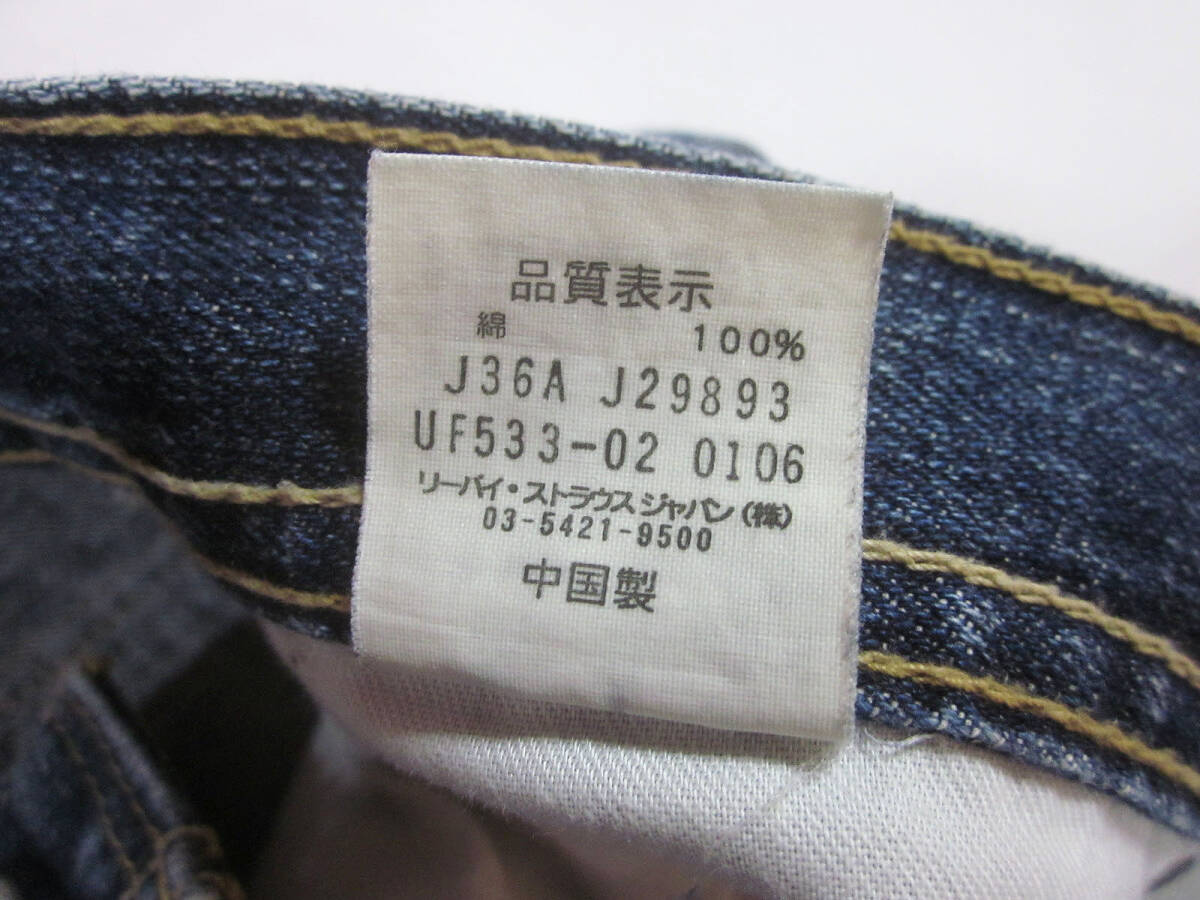 品質表示
綿 100%
J36A J29893
UF533-02 0106
リーバイ・ストラウスジャパン(株)
03-5421-9500
中国製